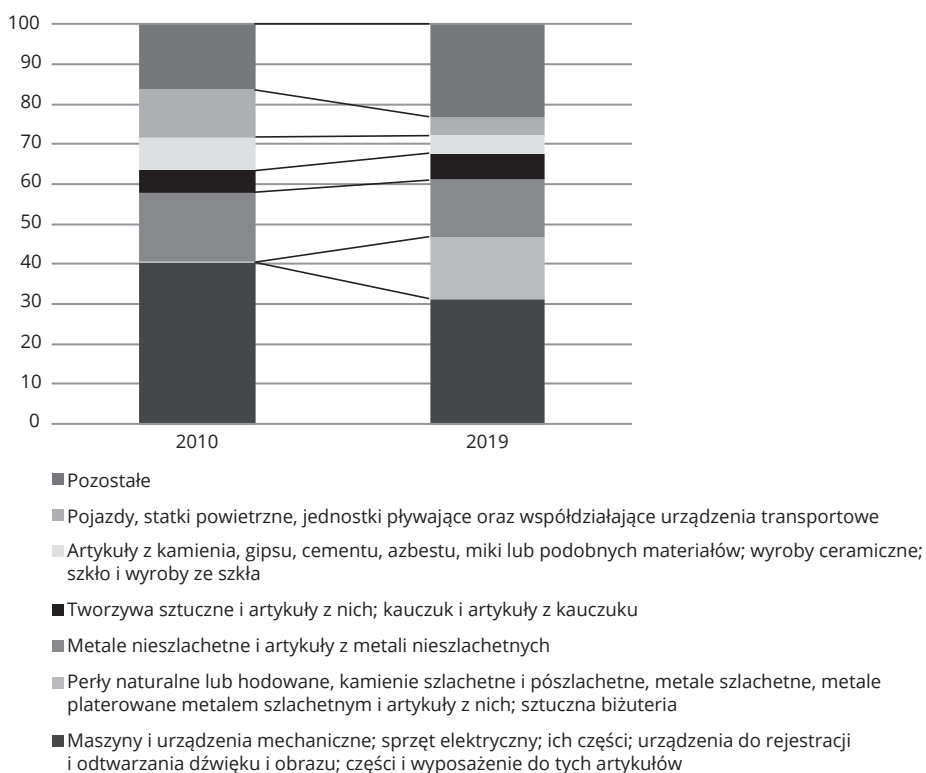 100
90
80
70
60
50
40
30
20
10
0
2010 2019
Pozostałe
Pojazdy, statki powietrzne, jednostki pływające oraz współdziałające urządzenia transportowe
Artykuły z kamienia, gipsu, cementu, azbestu, miki lub podobnych materiałów; wyroby ceramiczne;
szkło i wyroby ze szkła
Tworzywa sztuczne i artykuły z nich; kauczuk i artykuły z kauczuku
Metale nieszlachetne i artykuły z metali nieszlachetnych
Perły naturalne lub hodowane, kamienie szlachetne i pószlachetne, metale szlachetne, metale
platerowane metalem szlachetnym i artykuły z nich; sztuczna biżuteria
Maszyny i urządzenia mechaniczne; sprzęt elektryczny; ich części; urządzenia do rejestracji
i odtwarzania dźwięku i obrazu; części i wyposażenie do tych artykułów